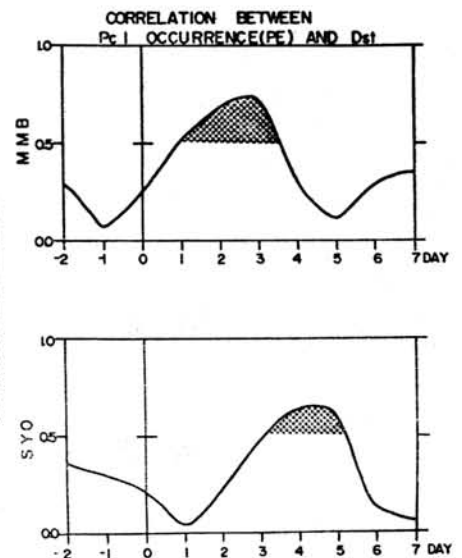 CORRELATION BETWEEN
Pc 1 OCCURRENCE(PE) AND Dst
1.0
0.5
0.0
MMB
-2 -1 0 1 2 3 4 5 6 7 DAY
1.0
0.5
0.0
SYO
-2 -1 0 1 2 3 4 5 6 7 DAY